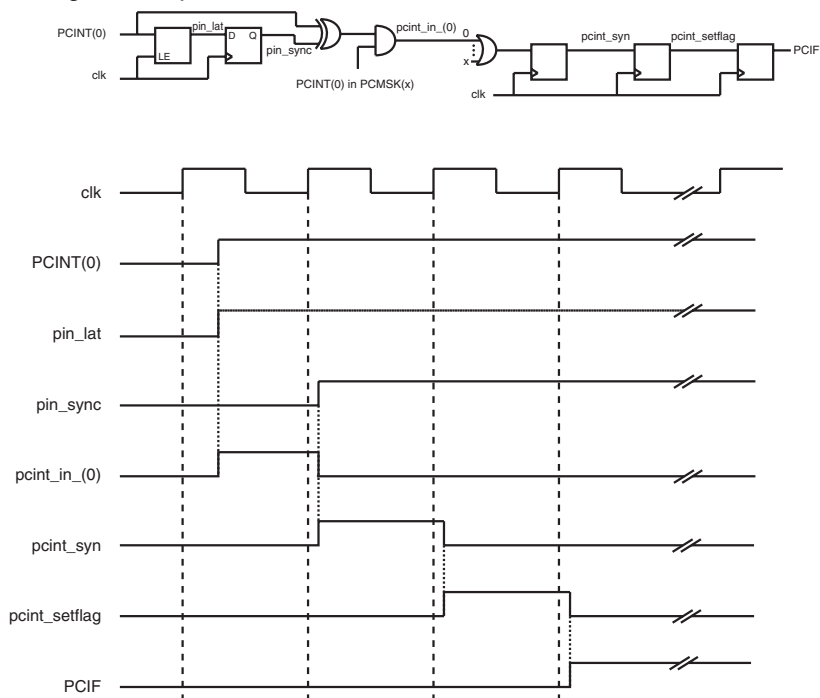 PCINT(0)
LE
clk
pin_lat
D Q
pin_sync
PCINT(0) in PCMSK(x)
pcint_in_(0)
0
x
clk
pcint_syn
pcint_setflag
PCIF
clk
PCINT(0)
pin_lat
pin_sync
pcint_in_(0)
pcint_syn
pcint_setflag
PCIF